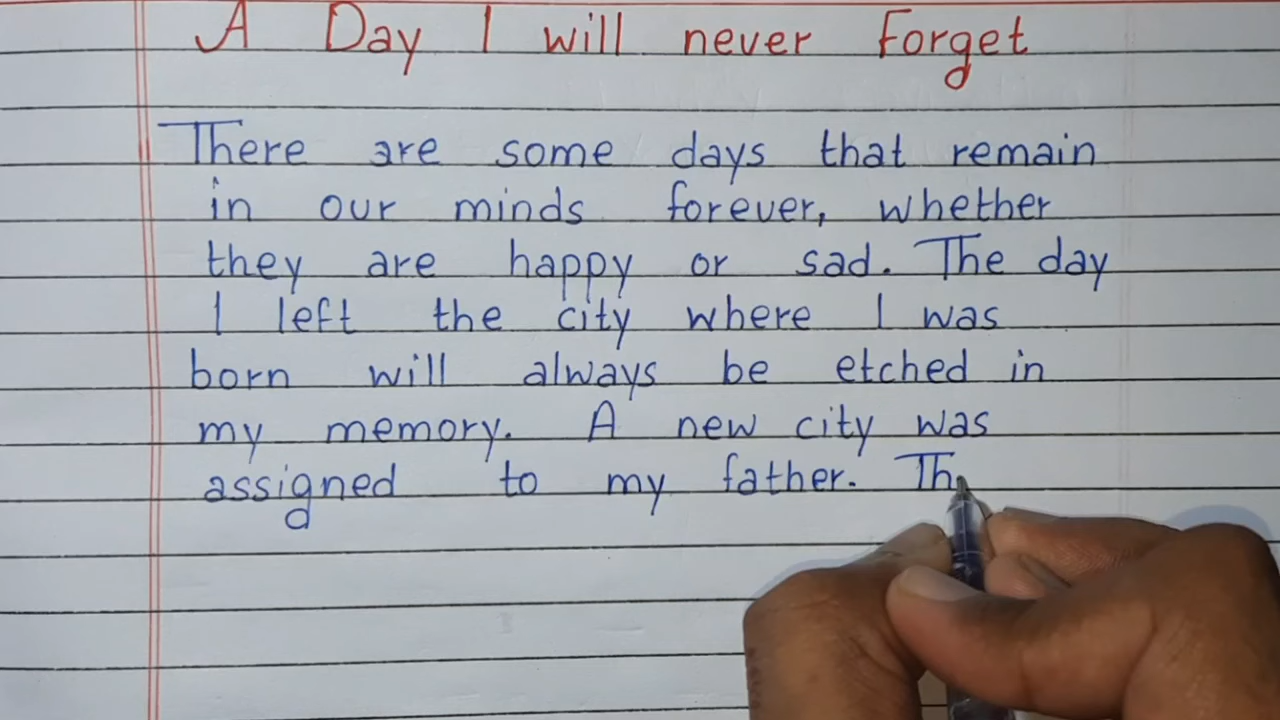 A Day I will never Forget
There are some days that remain
in our minds forever, whether
they are happy or sad. The day
I left the city where I was
born will always be etched in
my memory. A new city was
assigned to my father. Th